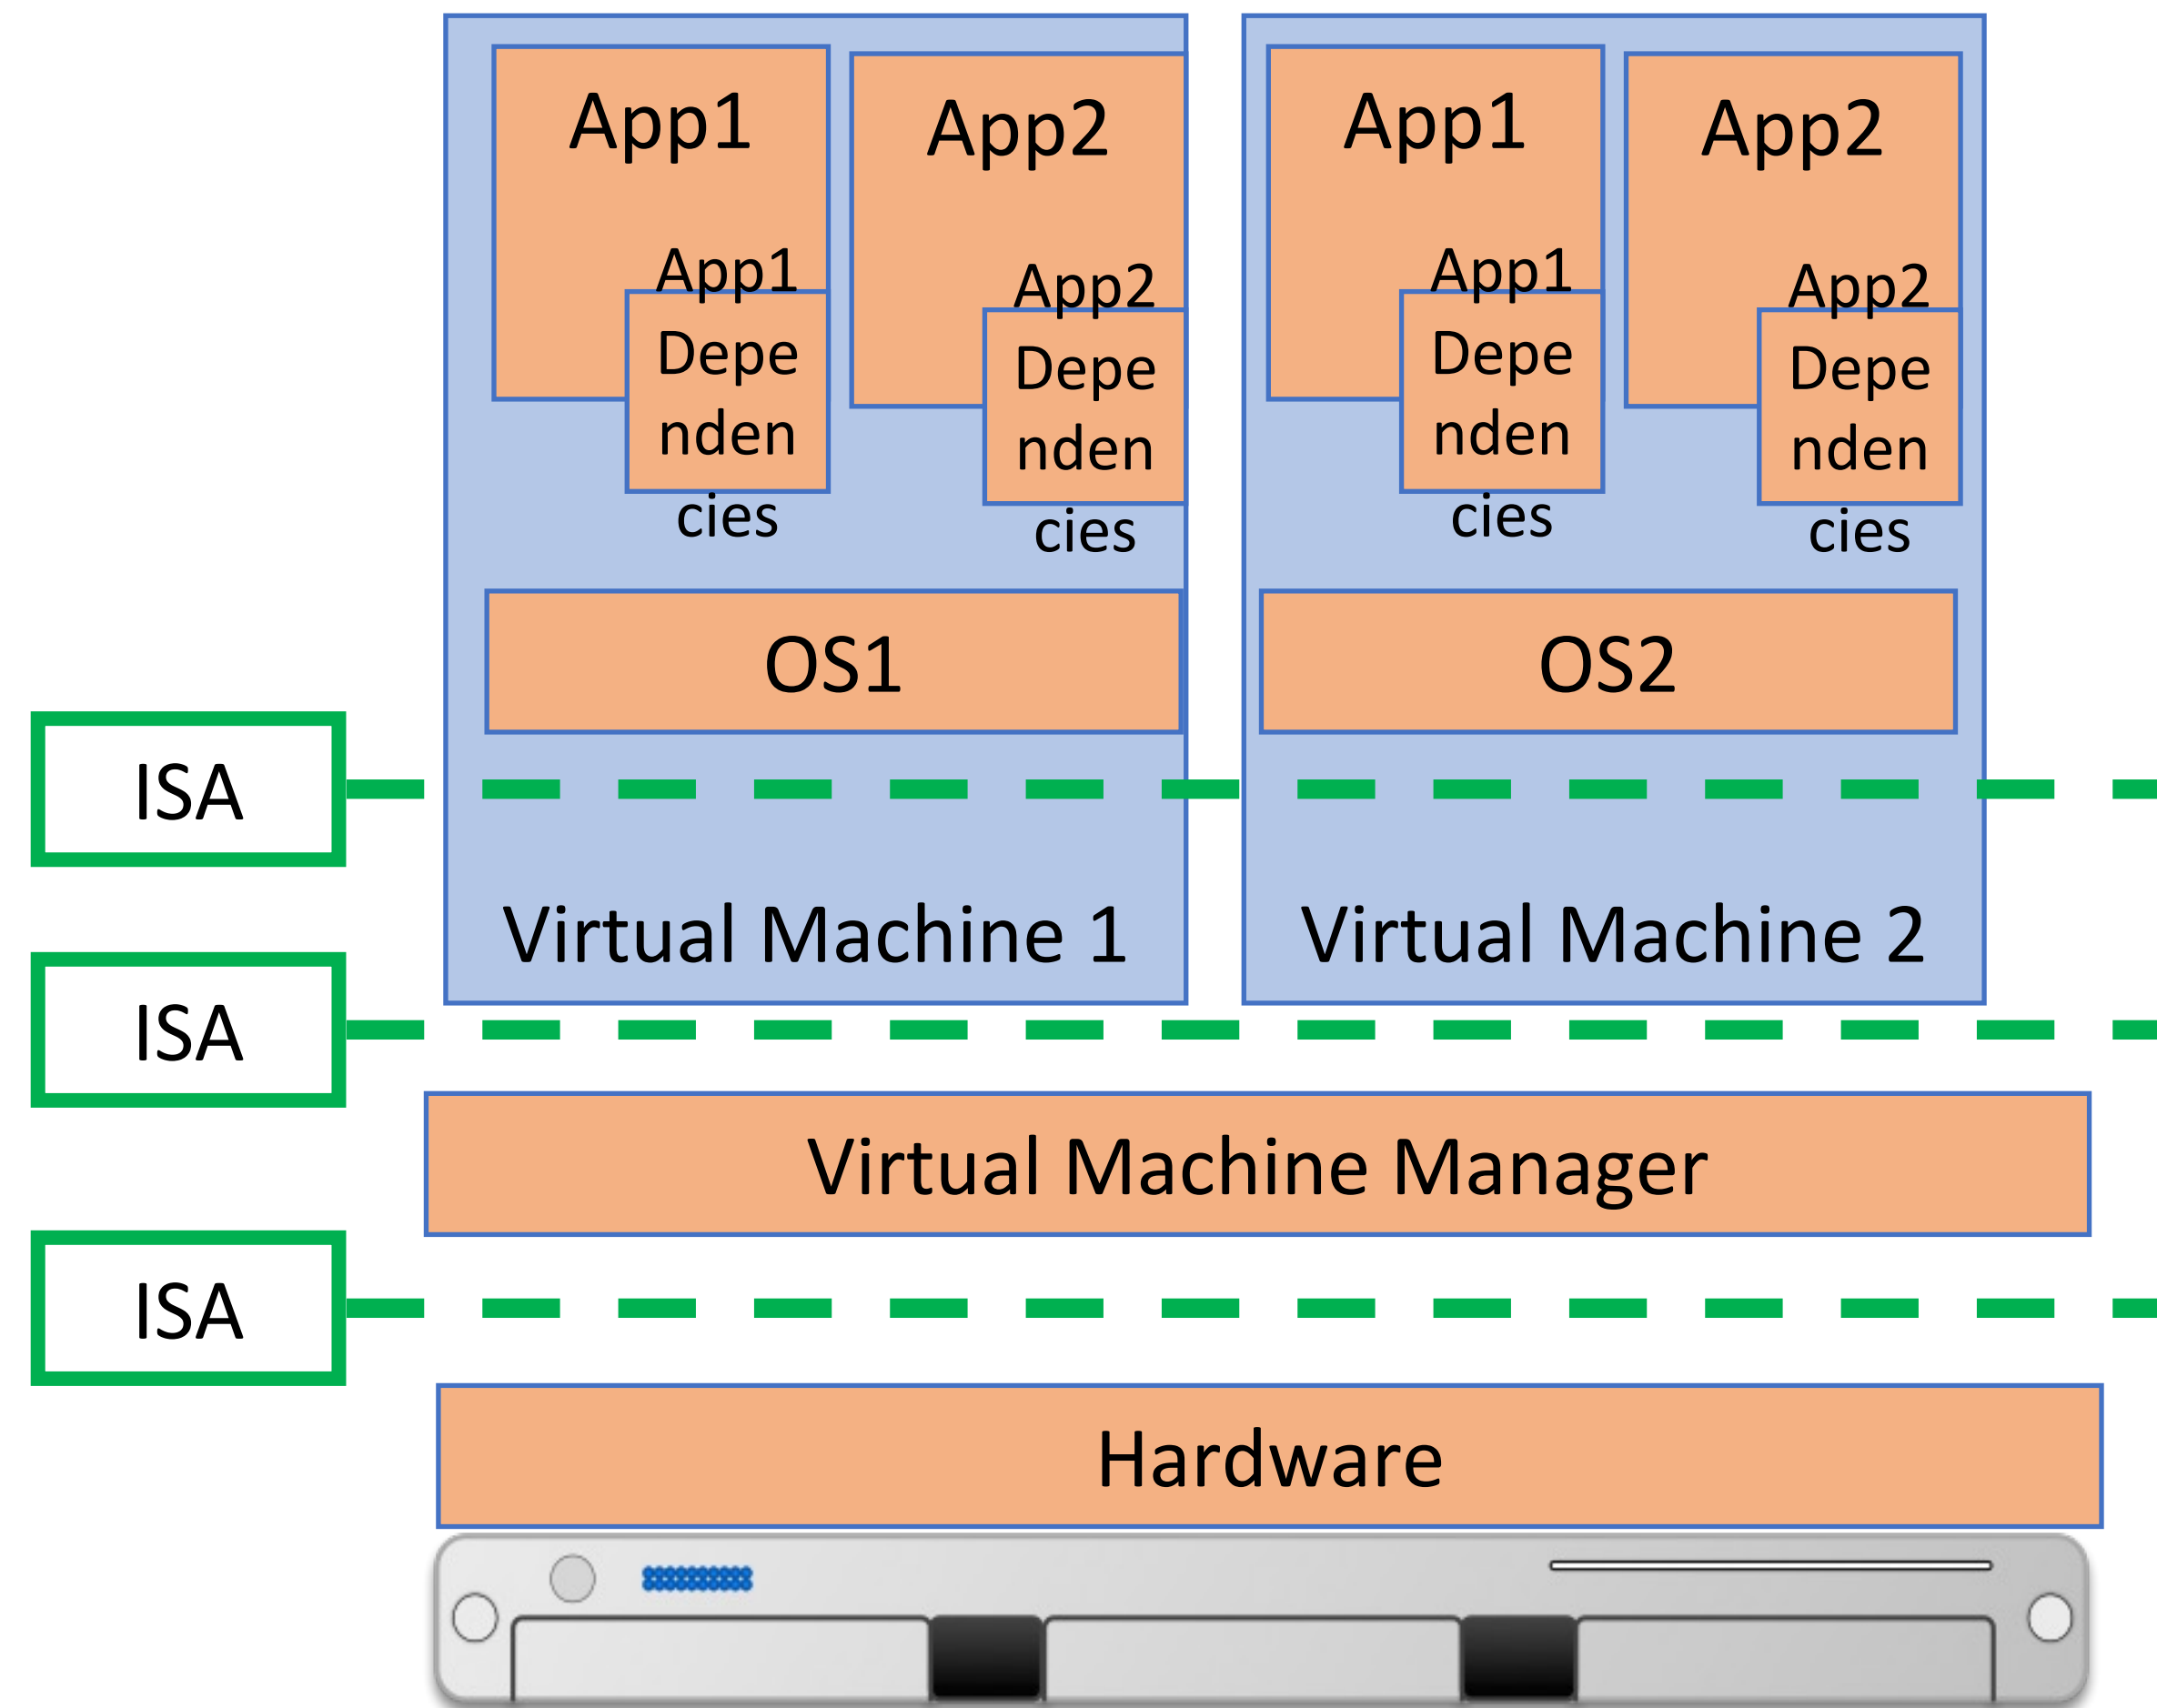 App1
App2
App1
App2
App1
Depe
nden
cies
App2
Depe
nden
cies
App1
Depe
nden
cies
App2
Depe
nden
cies
OS1
OS2
ISA
Virtual Machine 1
Virtual Machine 2
ISA
Virtual Machine Manager
ISA
Hardware